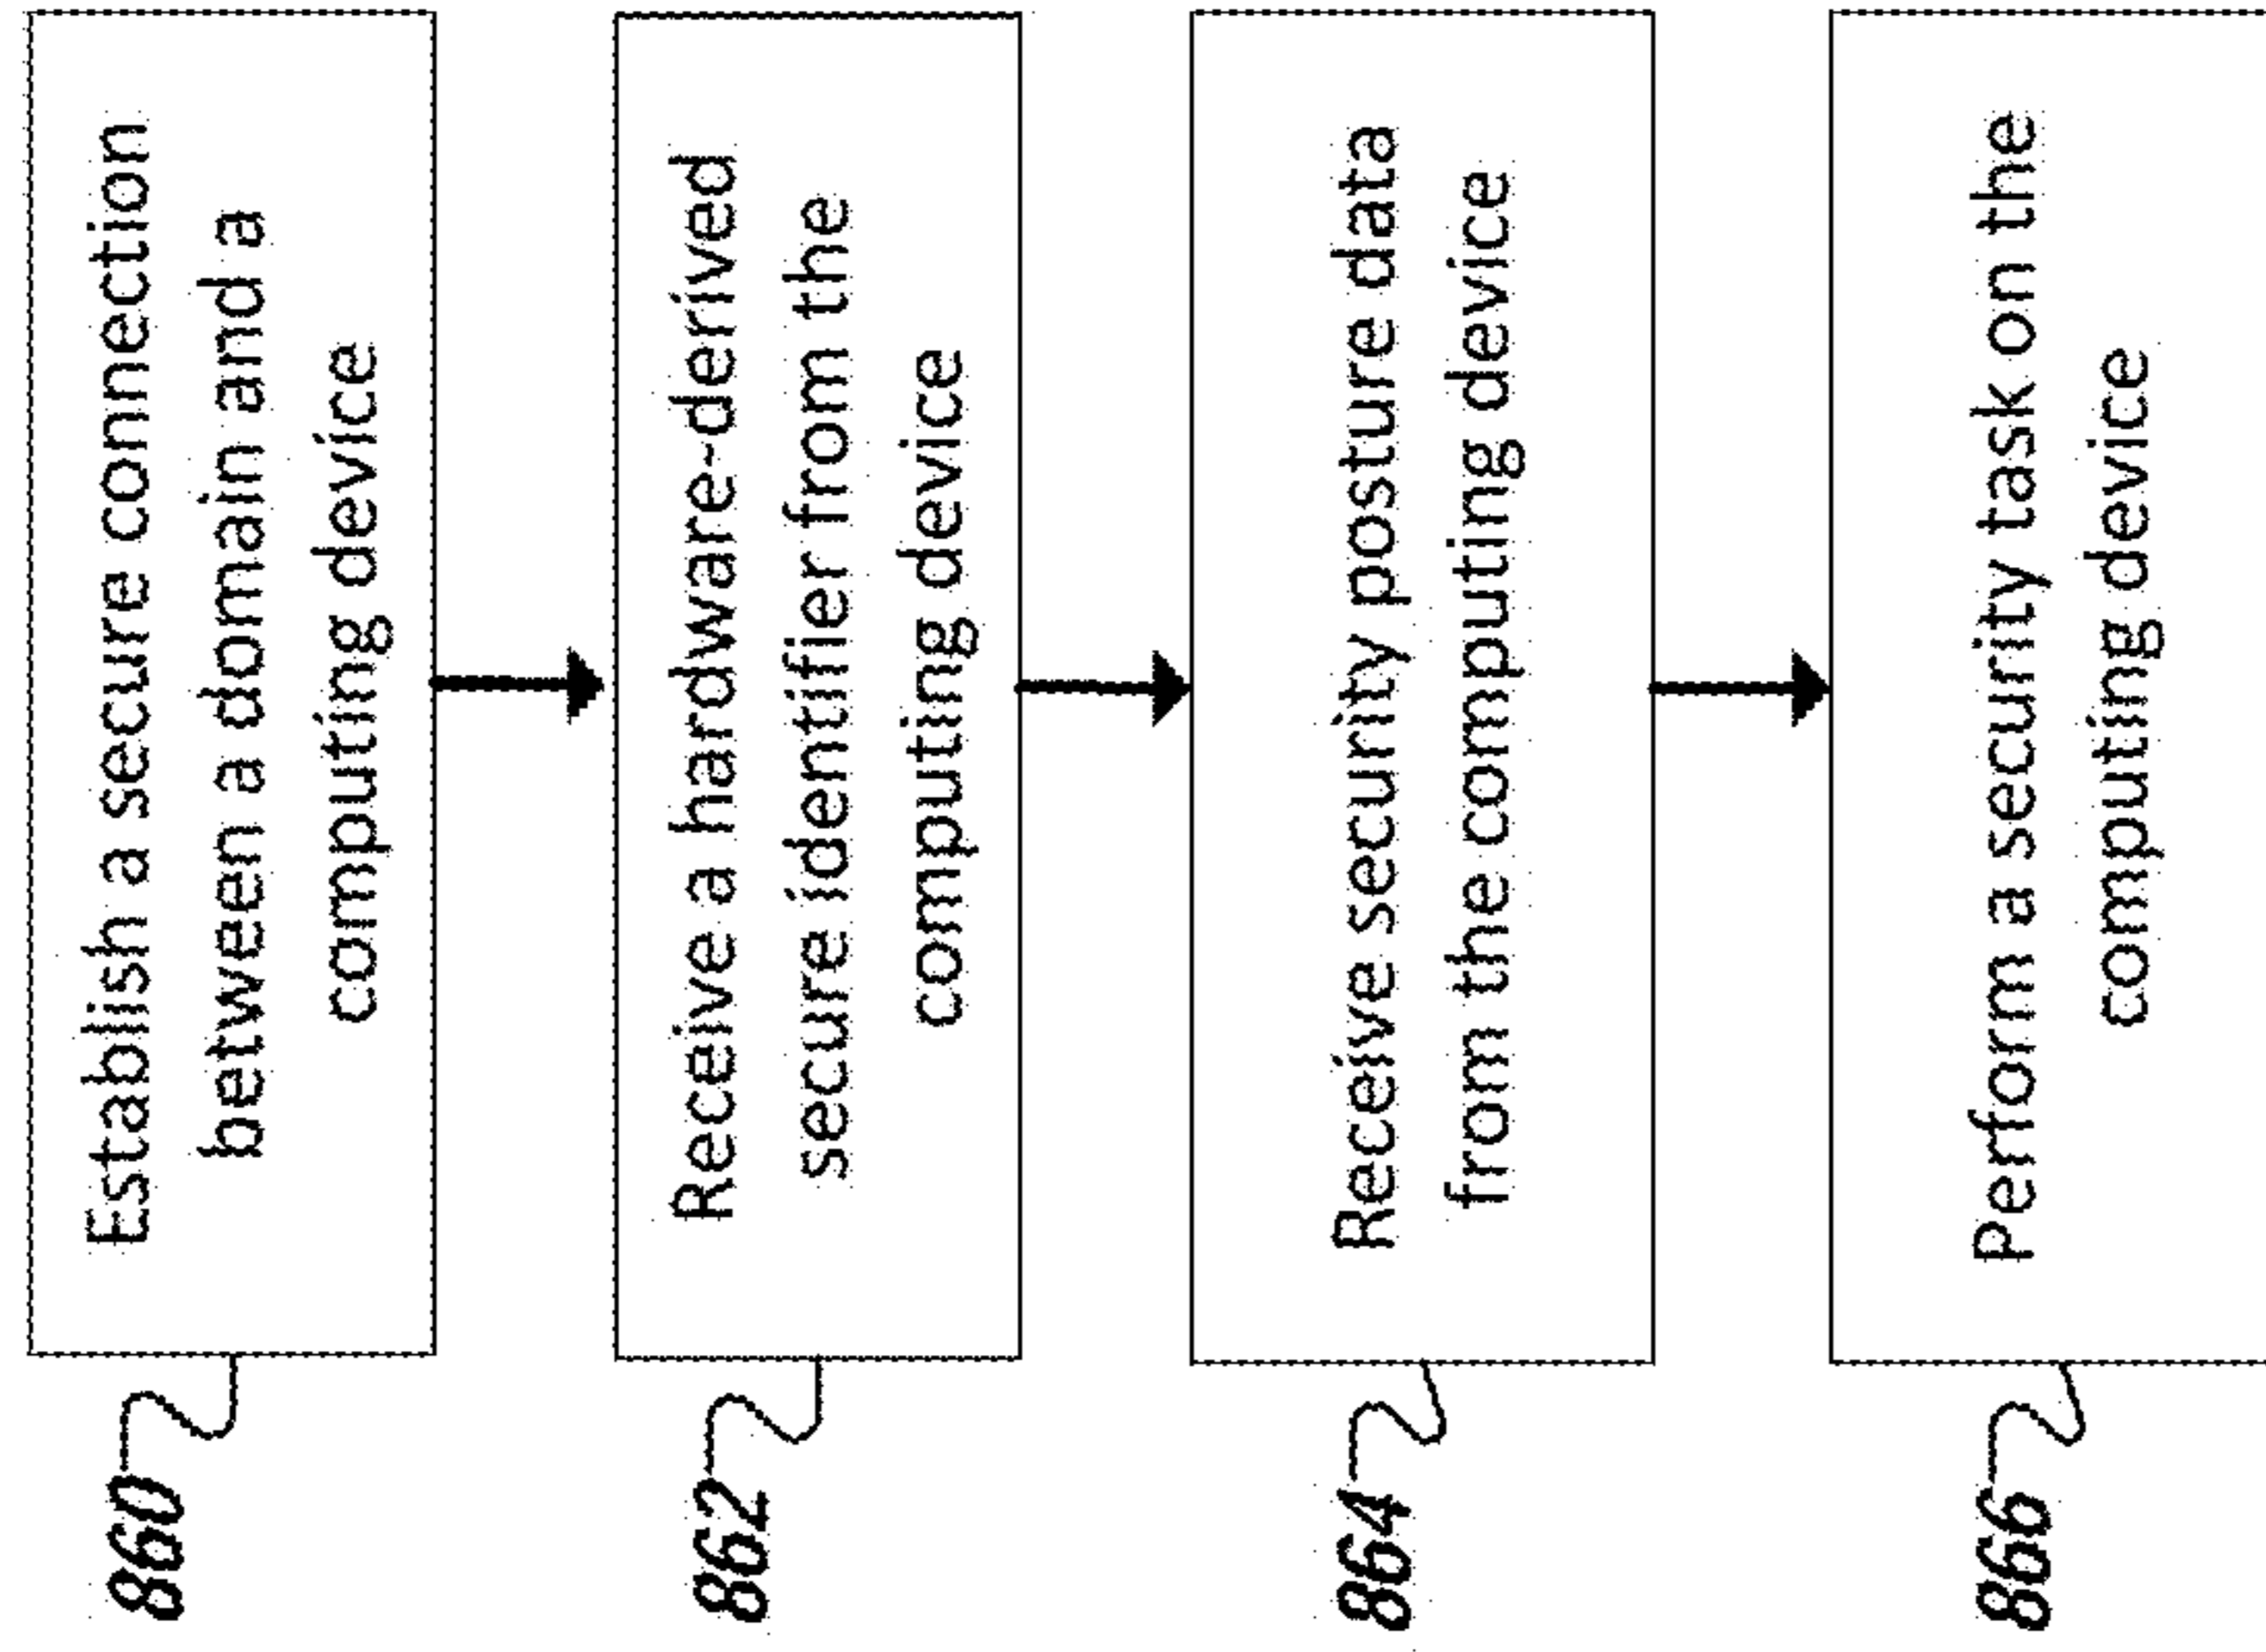 860
Establish a secure connection
between a domain and a
computing device
862
Receive a hardware-derived
secure identifier from the
computing device
864
Receive security posture data
from the computing device
866
Perform a security task on the
computing device